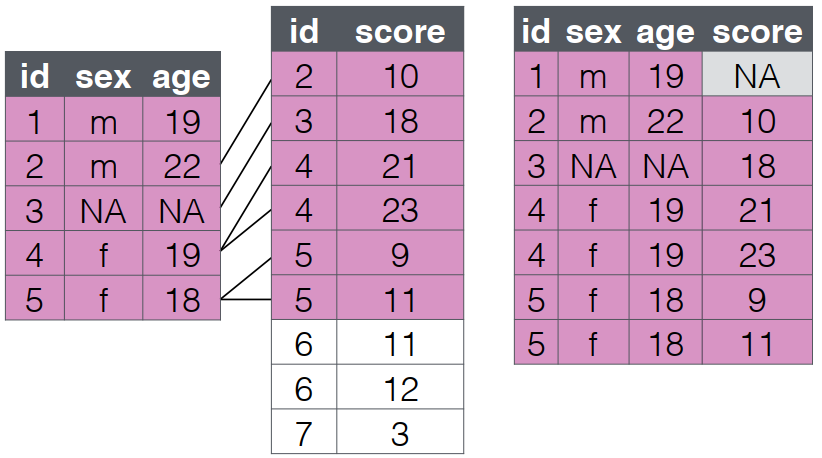 id sex age
1 m 19
2 m 22
3 NA NA
4 f 19
5 f 18
id score
2 10
3 18
4 21
4 23
5 9
5 11
6 11
6 12
7 3
id sex age score
1 m 19 NA
2 m 22 10
3 NA NA 18
4 f 19 21
4 f 19 23
5 f 18 9
5 f 18 11